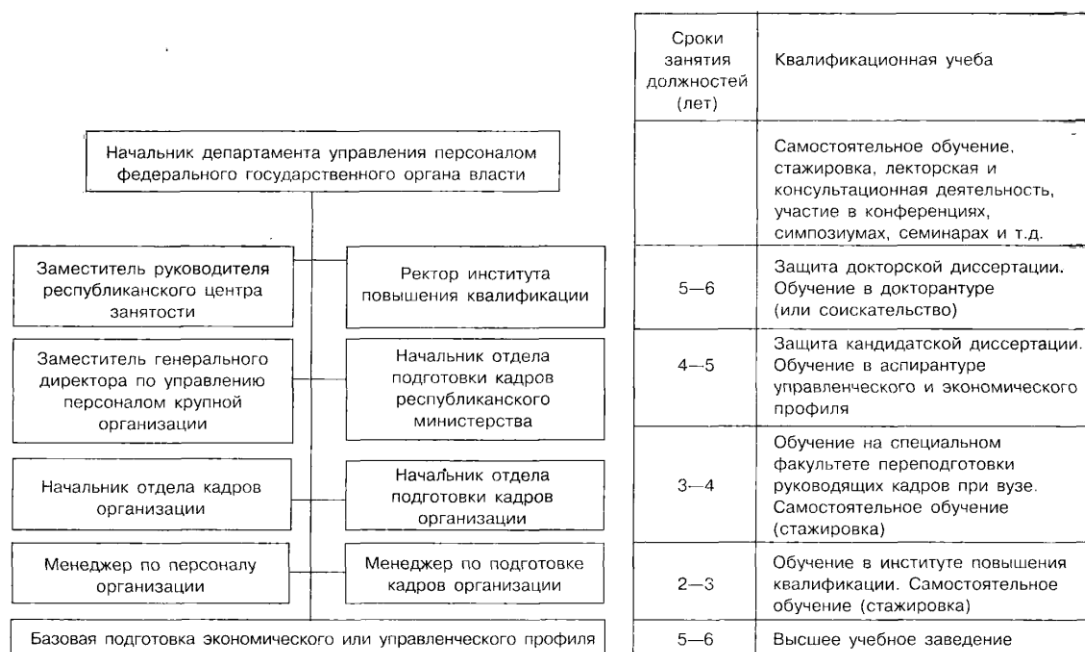 Начальник департамента управления персоналом
федерального государственного органа власти
Заместитель руководителя
республиканского центра
занятости
Ректор института
повышения квалификации
Заместитель генерального
директора по управлению
персоналом крупной
организации
Начальник отдела
подготовки кадров
республиканского
министерства
Начальник отдела кадров
организации
Начальник отдела
подготовки кадров
организации
Менеджер по персоналу
организации
Менеджер по подготовке
кадров организации
Базовая подготовка экономического или управленческого профиля
Сроки
занятия
должностей
(лет)
Квалификационная учеба
Самостоятельное обучение,
стажировка, лекторская и
консультационная деятельность,
участие в конференциях,
симпозиумах, семинарах и т.д.
5—6
Защита докторской диссертации.
Обучение в докторантуре
(или соискательство)
4—5
Защита кандидатской диссертации.
Обучение в аспирантуре
управленческого и экономического
профиля
3—4
Обучение на специальном
факультете переподготовки
руководящих кадров при вузе.
Самостоятельное обучение
(стажировка)
2—3
Обучение в институте повышения
квалификации. Самостоятельное
обучение (стажировка)
5—6
Высшее учебное заведение